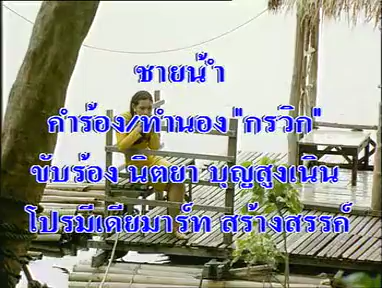 ชายน้ำ
คำร้อง/ทำนอง "กรวิก"
ขับร้อง นิตยา บุญสูงเนิน
โปรมีเดียมาร์ท สร้างสรรค์